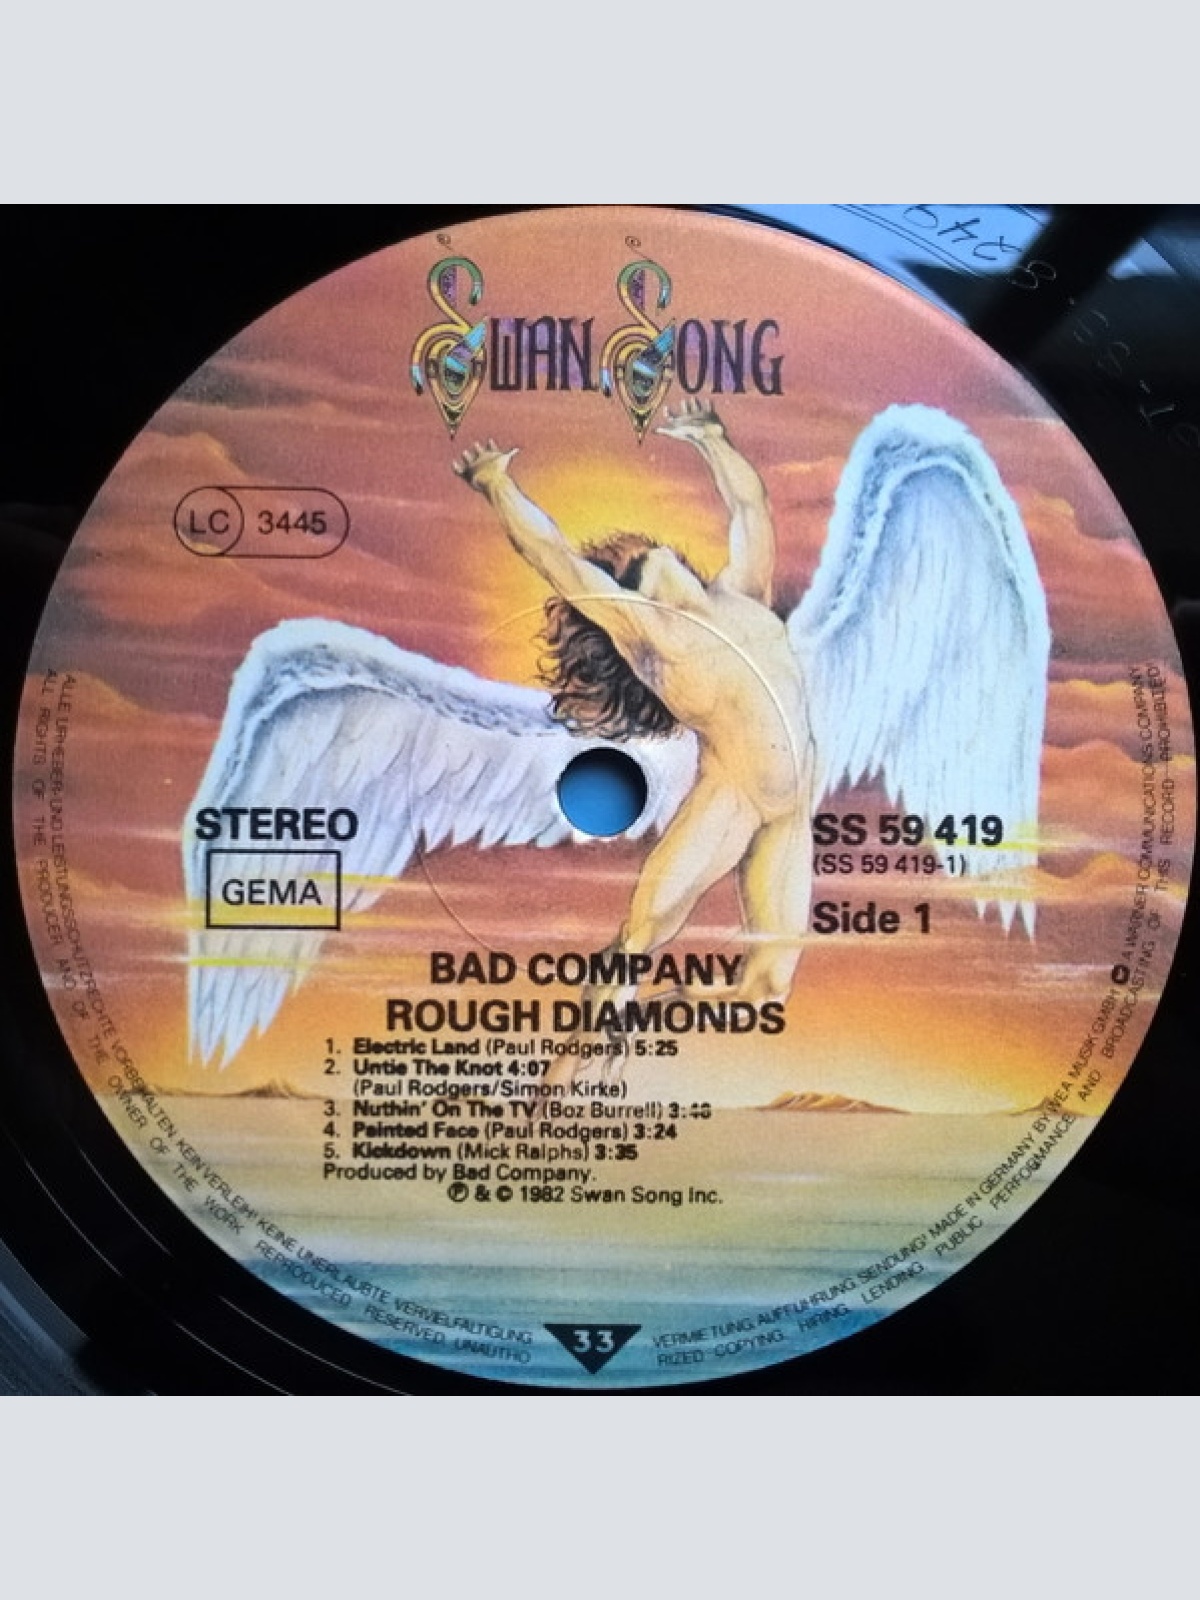 SWAN SONG
LC 3445
STEREO
GEMA
SS 59 419
(SS 59 419-1)
Side 1
BAD COMPANY
ROUGH DIAMONDS
1. Electric Land (Paul Rodgers) 5:25
2. Untie The Knot 4:07
(Paul Rodgers/Simon Kirke)
3. Nuthin' On The TV (Boz Burrell)
4. Painted Face (Paul Rodgers) 3:24
5. Kickdown (Mick Ralphs) 3:35
Produced by Bad Company.
℗ & © 1982 Swan Song Inc.
ALLE URHEBER- UND LEISTUNGSSCHUTZRECHTE VORBEHALTEN. KEIN VERLEIH! KEINE UNERLAUBTE VERVIELFÄLTIGUNG, VERMIETUNG, AUFFÜHRUNG, SENDUNG! MADE IN GERMANY BY WEA MUSIK GMBH A WARNER COMMUNICATIONS COMPANY
ALL RIGHTS OF THE PRODUCER AND OF THE OWNER OF THE WORK REPRODUCED RESERVED. UNAUTHORIZED COPYING, HIRING, LENDING, PUBLIC PERFORMANCE AND BROADCASTING OF THIS RECORD PROHIBITED!
33